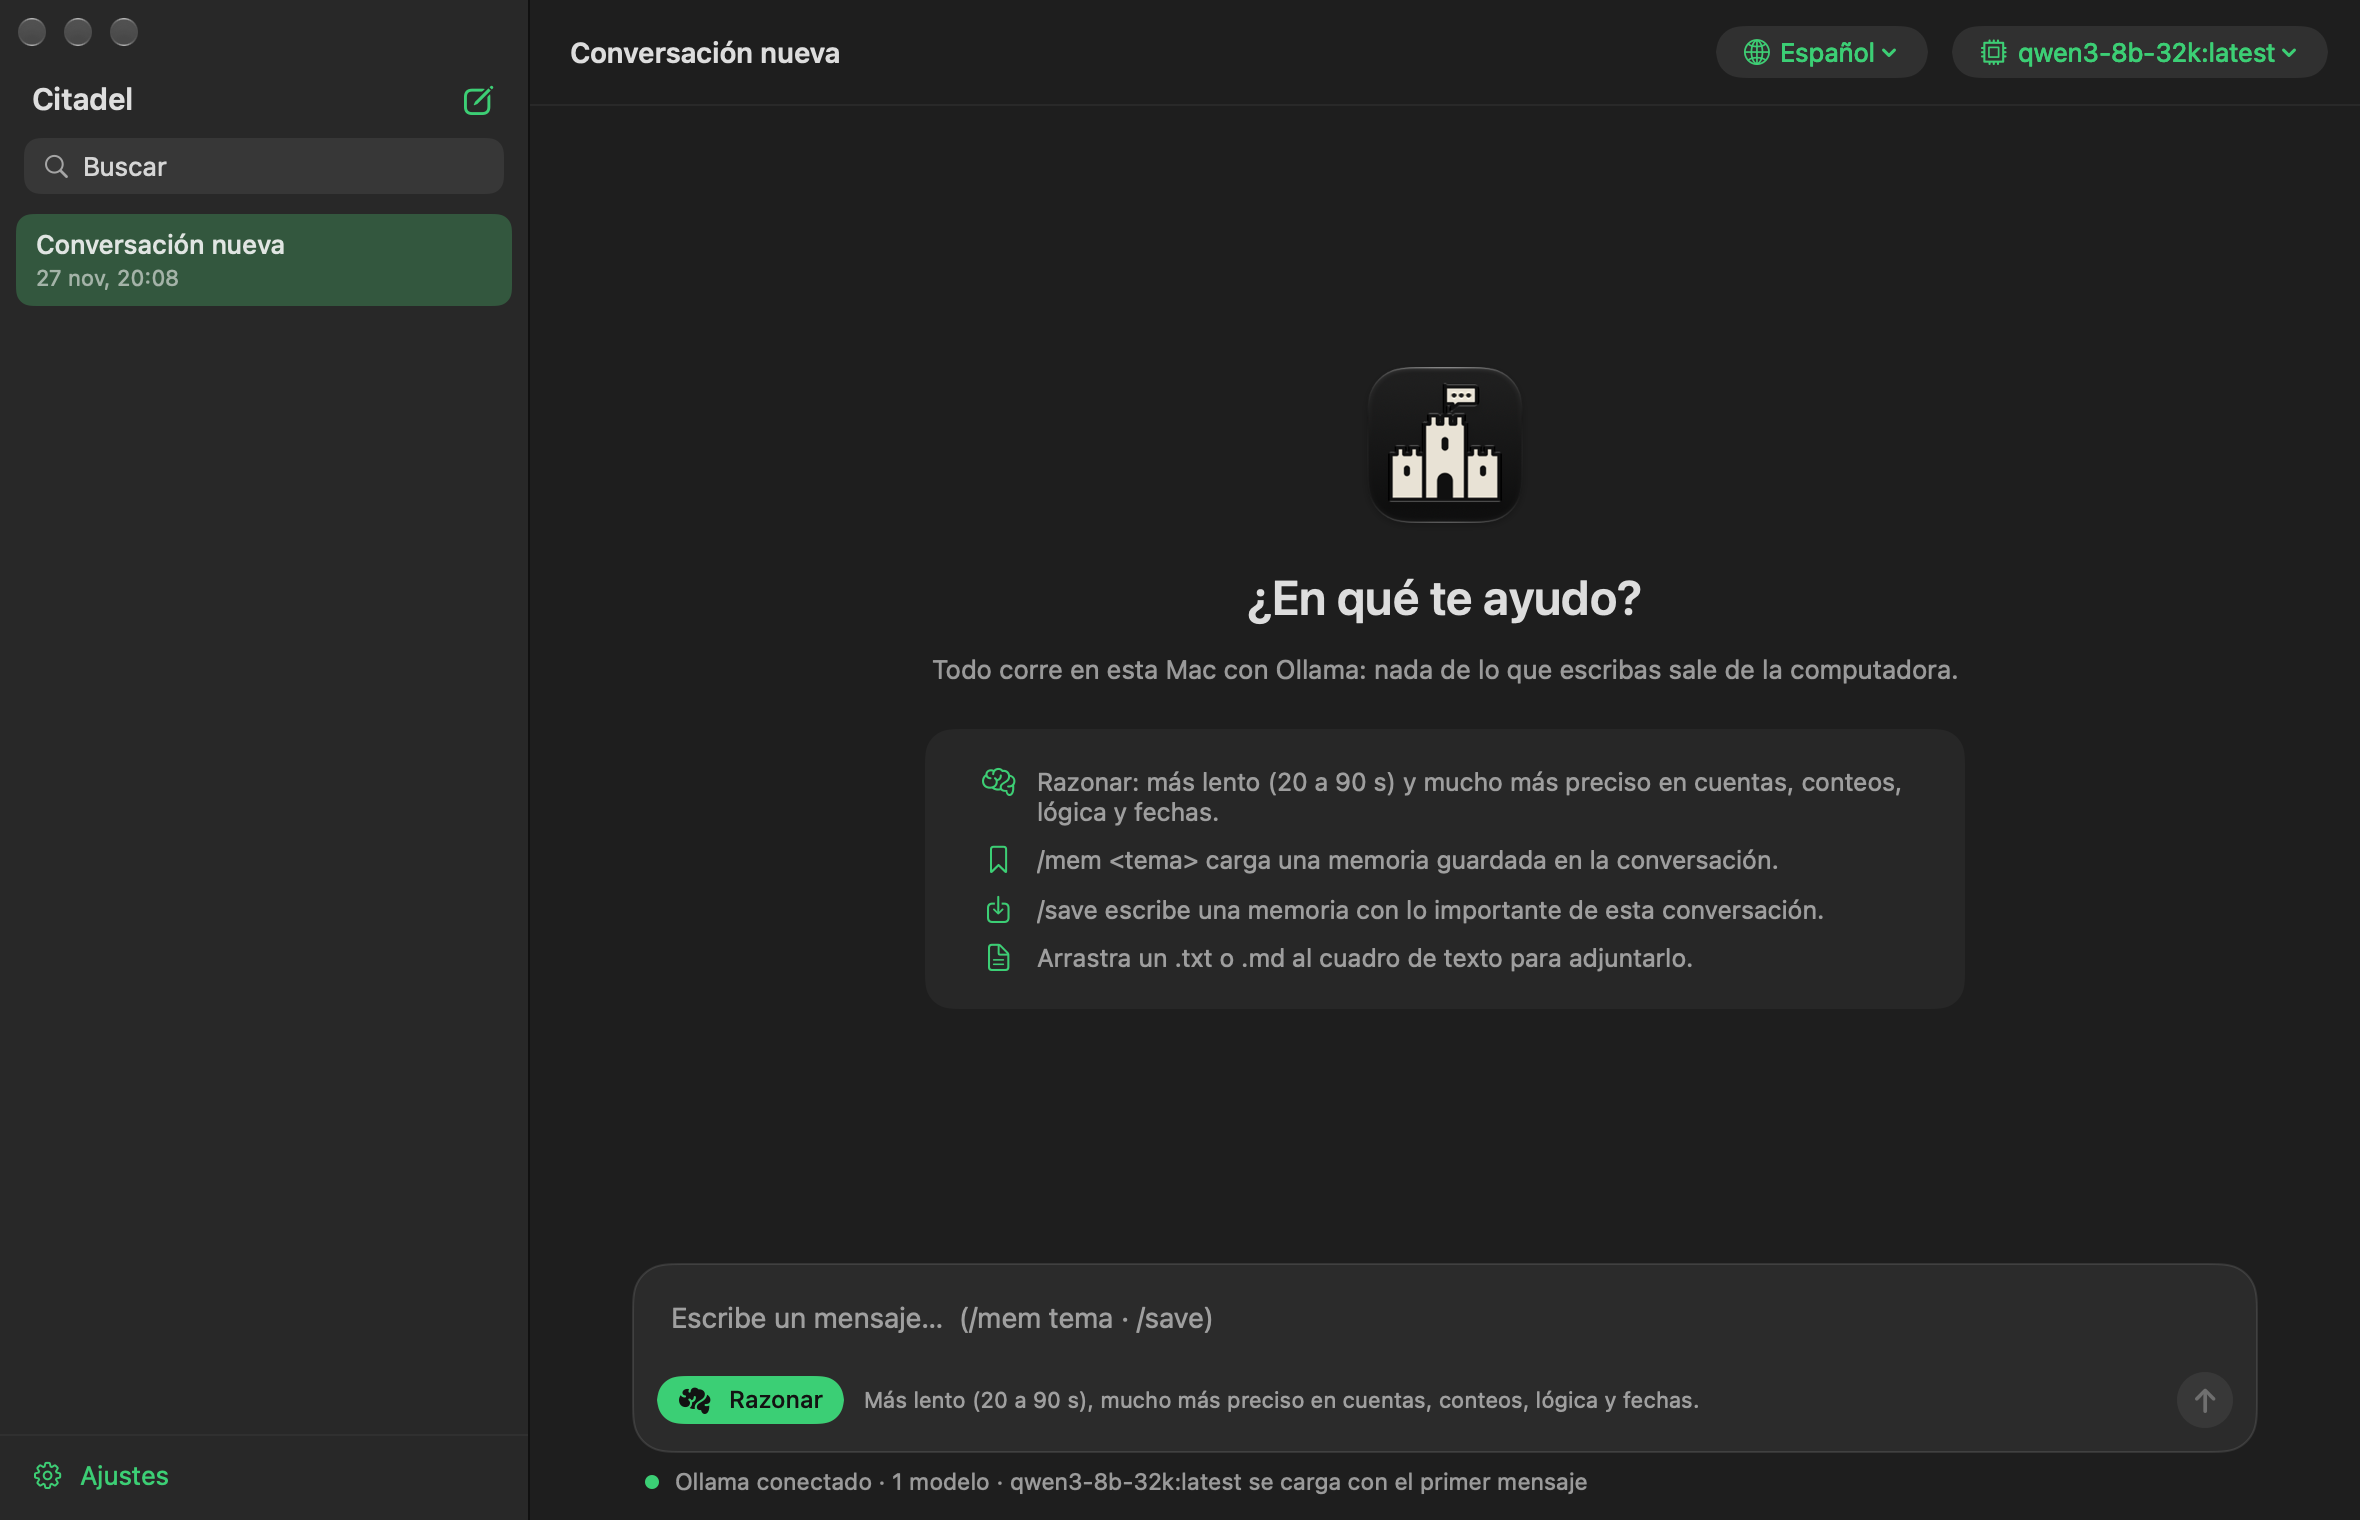 Citadel
Buscar
Conversación nueva
27 nov, 20:08
Ajustes
Conversación nueva
Español
qwen3-8b-32k:latest
¿En qué te ayudo?
Todo corre en esta Mac con Ollama: nada de lo que escribas sale de la computadora.
Razonar: más lento (20 a 90 s) y mucho más preciso en cuentas, conteos,
lógica y fechas.
/mem <tema> carga una memoria guardada en la conversación.
/save escribe una memoria con lo importante de esta conversación.
Arrastra un .txt o .md al cuadro de texto para adjuntarlo.
Escribe un mensaje... (/mem tema · /save)
Razonar
Más lento (20 a 90 s), mucho más preciso en cuentas, conteos, lógica y fechas.
Ollama conectado · 1 modelo · qwen3-8b-32k:latest se carga con el primer mensaje